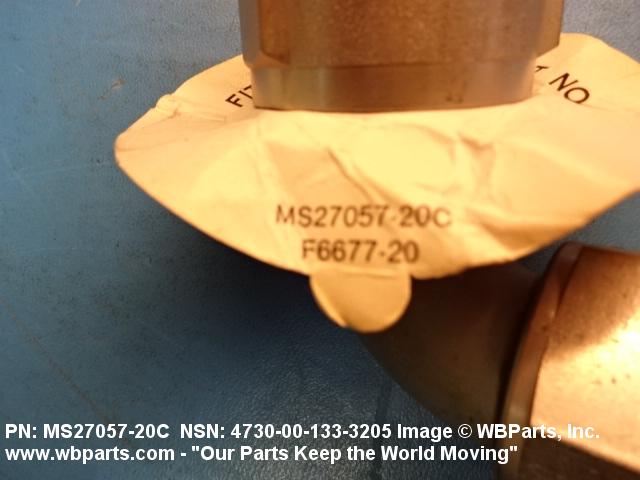 NO
MS27057-20C
F6677-20
PN: MS27057-20C NSN: 4730-00-133-3205 Image © WBParts, Inc.
www.wbparts.com - "Our Parts Keep the World Moving"